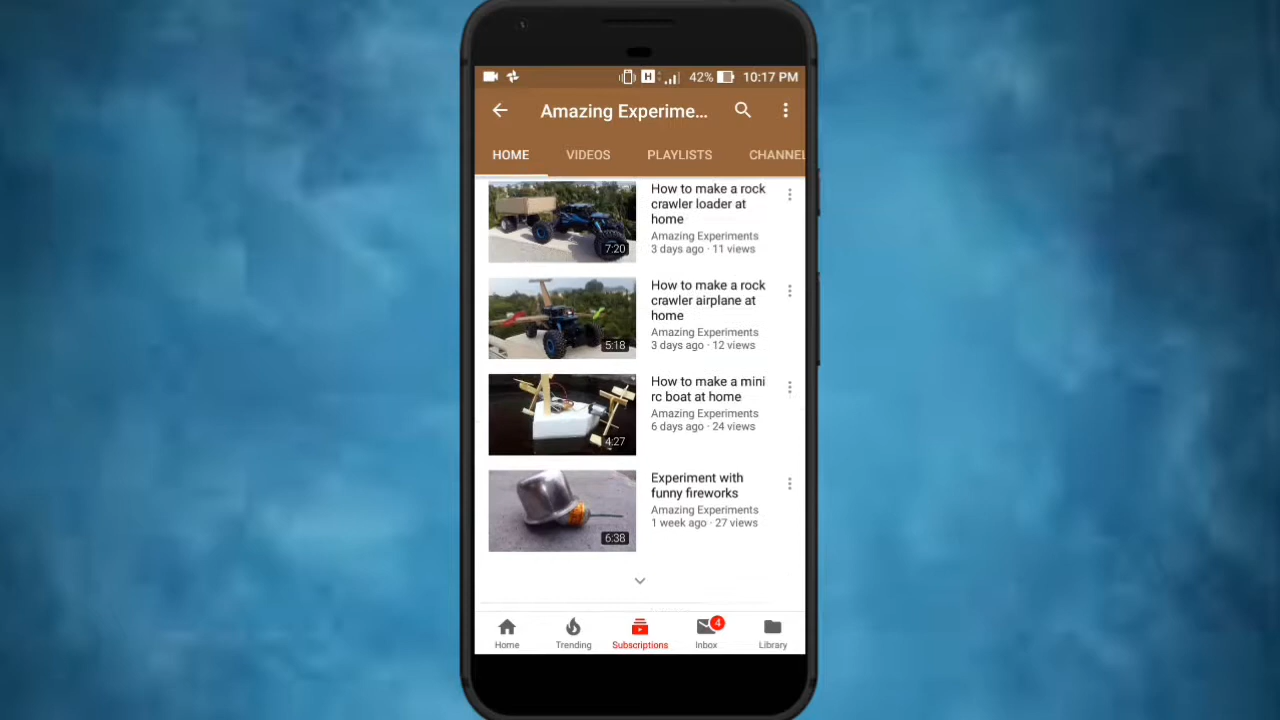 H 42% 10:17 PM
Amazing Experime...
HOME VIDEOS PLAYLISTS CHANNEL
How to make a rock
crawler loader at
home
Amazing Experiments
3 days ago · 11 views
7:20
How to make a rock
crawler airplane at
home
Amazing Experiments
3 days ago · 12 views
5:18
How to make a mini
rc boat at home
Amazing Experiments
6 days ago · 24 views
4:27
Experiment with
funny fireworks
Amazing Experiments
1 week ago · 27 views
6:38
4
Home Trending Subscriptions Inbox Library